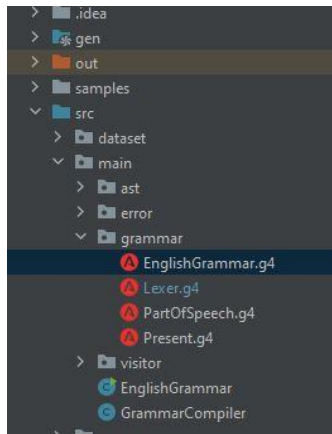 .idea
gen
out
samples
src
dataset
main
ast
error
grammar
EnglishGrammar.g4
Lexer.g4
PartOfSpeech.g4
Present.g4
visitor
EnglishGrammar
GrammarCompiler